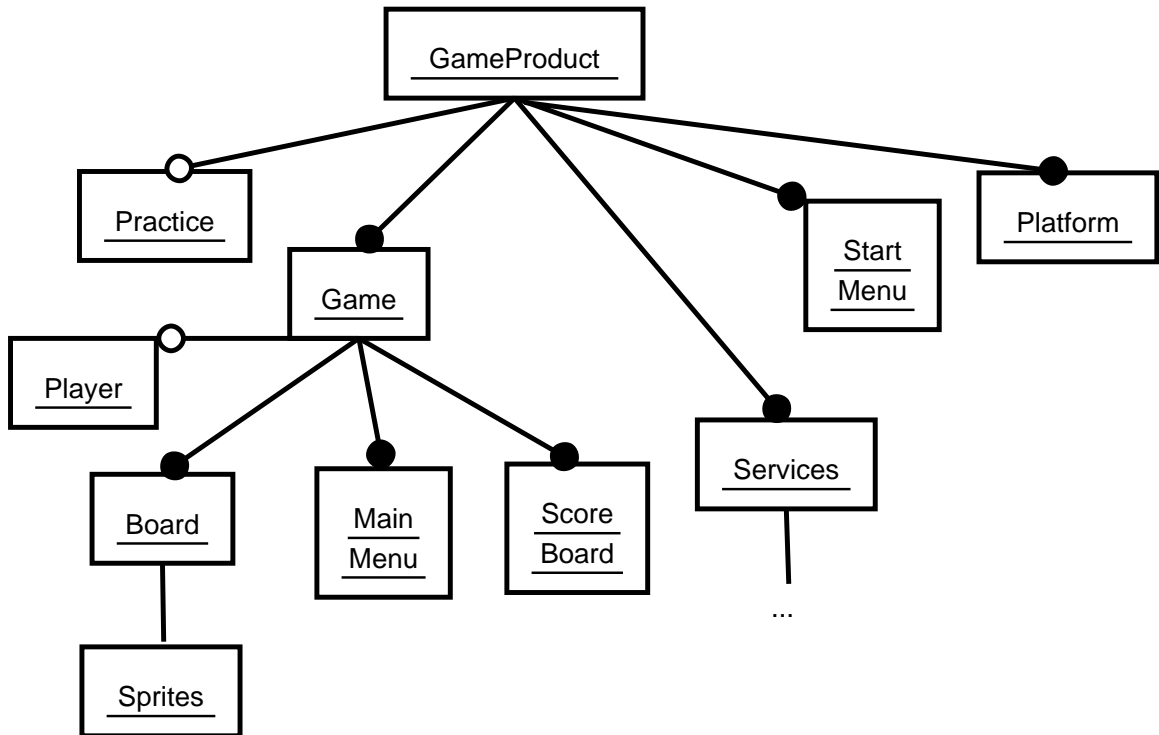 GameProduct
Practice
Platform
Start
Menu
Game
Player
Services
Board
Main
Menu
Score
Board
...
Sprites